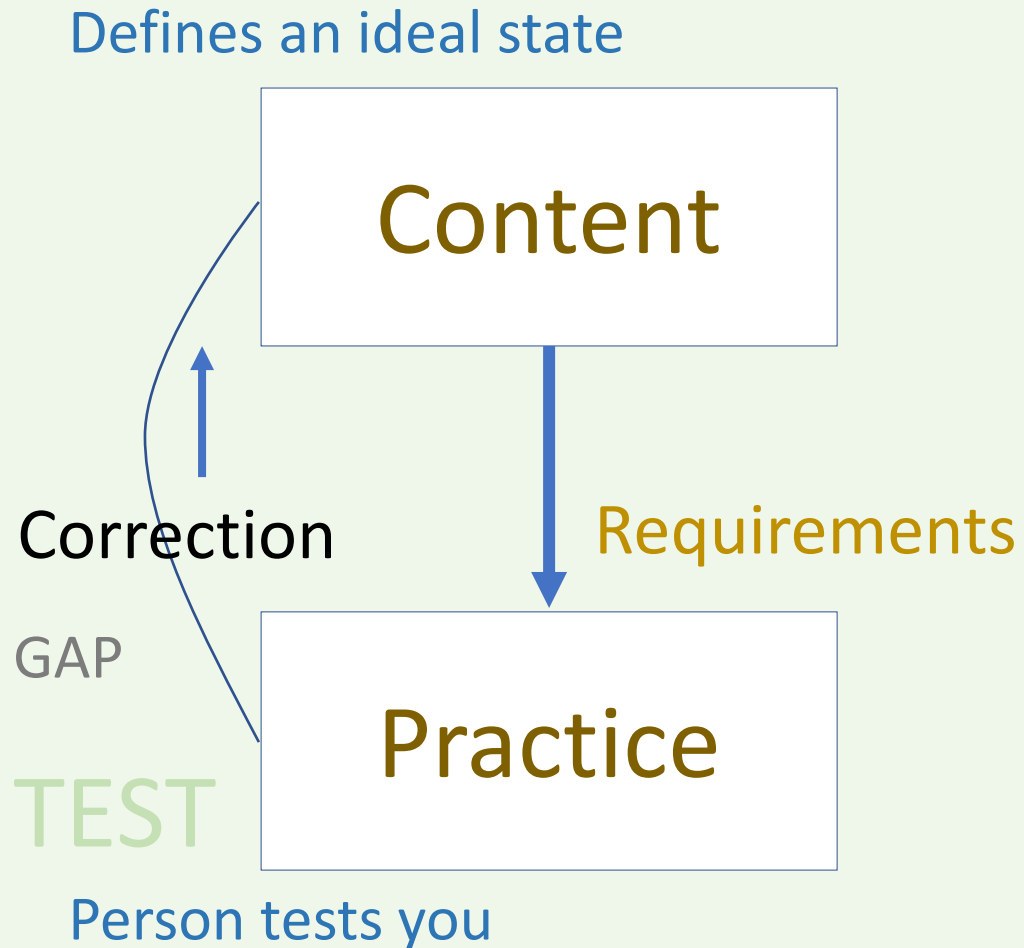 Defines an ideal state
Content
Correction
Requirements
GAP
Practice
TEST
Person tests you